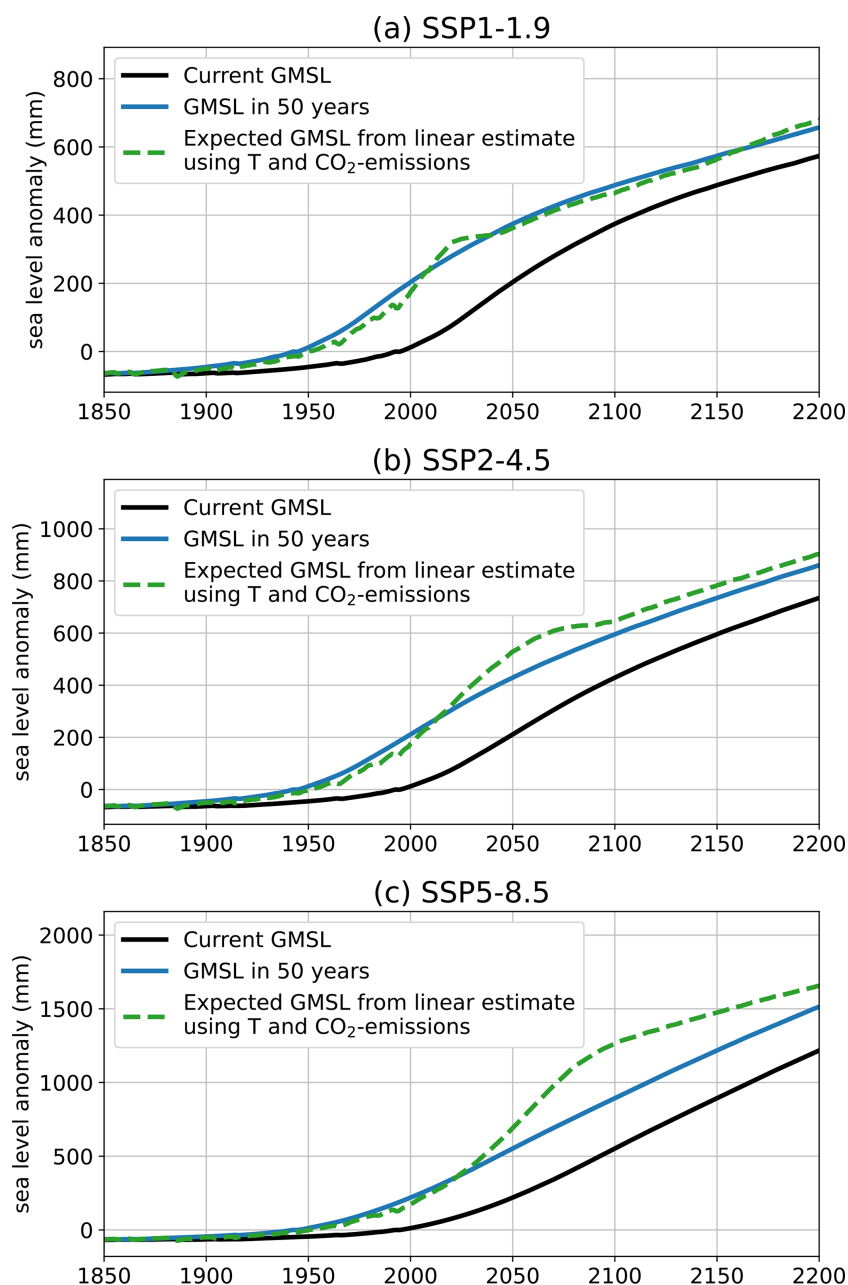 (a) SSP1-1.9
sea level anomaly (mm)
800
600
400
200
0
Current GMSL
GMSL in 50 years
Expected GMSL from linear estimate
using T and CO₂-emissions
1850 1900 1950 2000 2050 2100 2150 2200
(b) SSP2-4.5
sea level anomaly (mm)
1000
800
600
400
200
0
Current GMSL
GMSL in 50 years
Expected GMSL from linear estimate
using T and CO₂-emissions
1850 1900 1950 2000 2050 2100 2150 2200
(c) SSP5-8.5
sea level anomaly (mm)
2000
1500
1000
500
0
Current GMSL
GMSL in 50 years
Expected GMSL from linear estimate
using T and CO₂-emissions
1850 1900 1950 2000 2050 2100 2150 2200